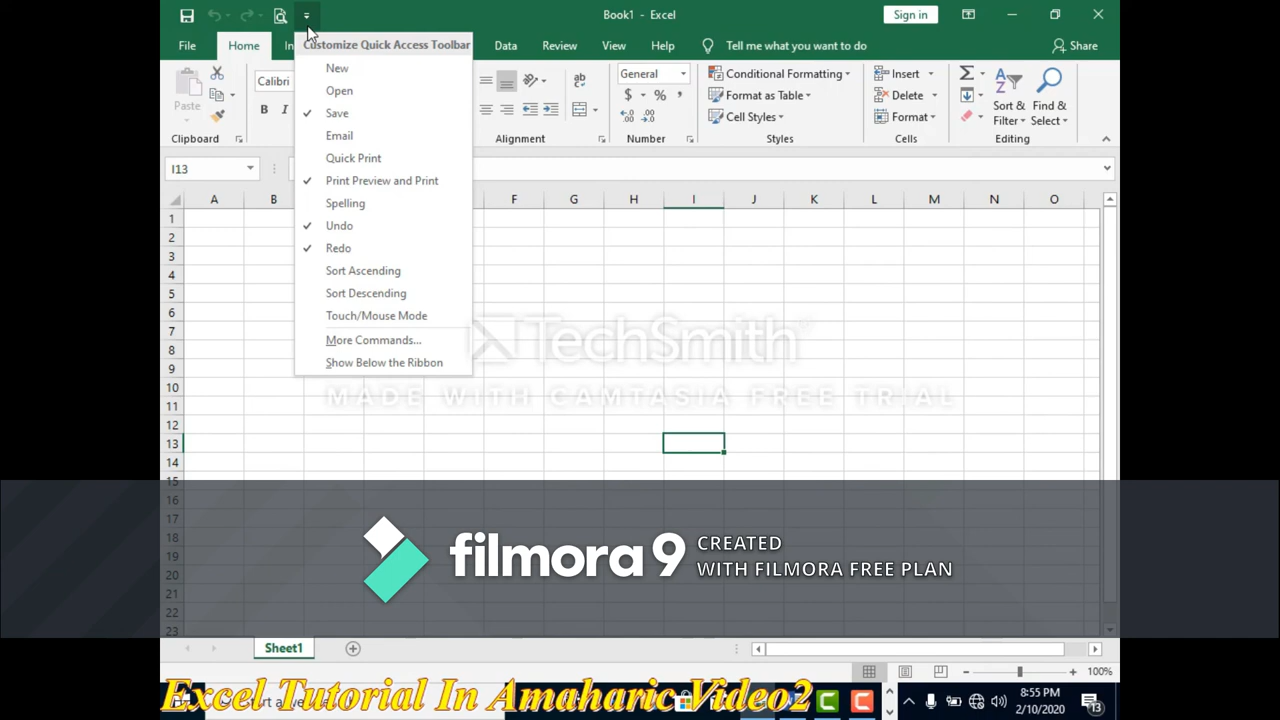 Book1 - Excel
Sign in
File Home In Data Review View Help Tell me what you want to do Share
Customize Quick Access Toolbar
New
Open
Save
Email
Quick Print
Print Preview and Print
Spelling
Undo
Redo
Sort Ascending
Sort Descending
Touch/Mouse Mode
More Commands...
Show Below the Ribbon
Paste
Clipboard
Calibri
B I
Alignment
General
$ % ,
Number
Conditional Formatting
Format as Table
Cell Styles
Styles
Insert
Delete
Format
Cells
Sort & Filter
Find & Select
Editing
I13
A B F G H I J K L M N O
1
2
3
4
5
6
7
8
9
10
11
12
13
14
15
16
17
18
19
20
21
22
23
TechSmith
MADE WITH CAMTASIA FREE TRIAL
filmora 9
CREATED
WITH FILMORA FREE PLAN
Sheet1
100%
Excel Tutorial In Amaharic Video2
8:55 PM
2/10/2020
13